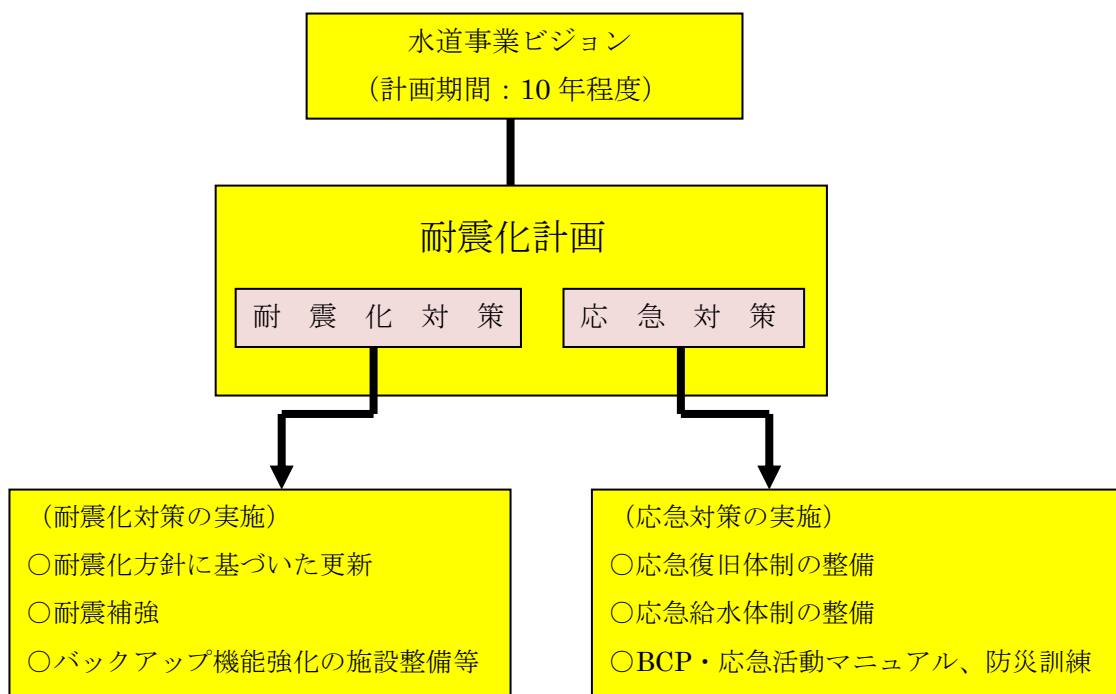 水道事業ビジョン
（計画期間：10 年程度）
耐震化計画
耐 震 化 対 策
応 急 対 策
（耐震化対策の実施）
○耐震化方針に基づいた更新
○耐震補強
○バックアップ機能強化の施設整備等
（応急対策の実施）
○応急復旧体制の整備
○応急給水体制の整備
○BCP・応急活動マニュアル、防災訓練